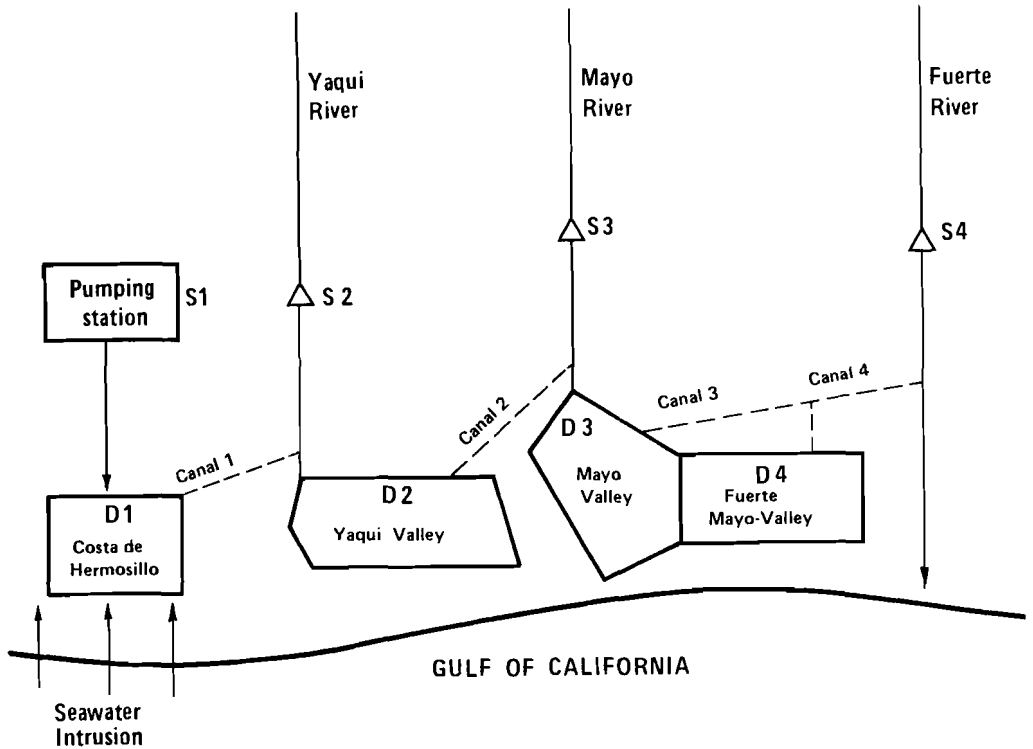 Yaqui
River
Mayo
River
Fuerte
River
S3
S4
Pumping
station
S1
S2
Canal 1
Canal 2
Canal 3
Canal 4
D1
Costa de
Hermosillo
D2
Yaqui Valley
D3
Mayo
Valley
D4
Fuerte
Mayo-Valley
GULF OF CALIFORNIA
Seawater
Intrusion